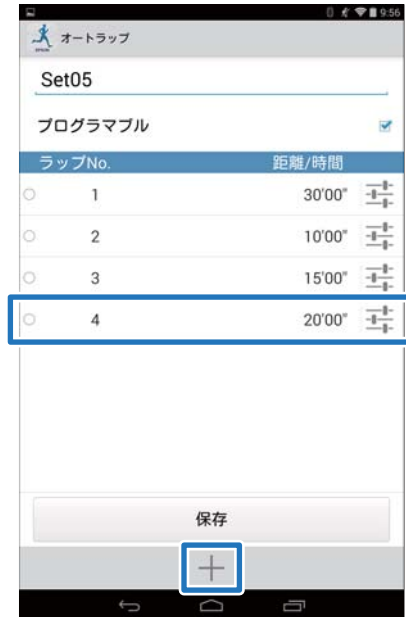 9:56
オートラップ
Set05
プログラマブル
ラップNo. 距離/時間
1 30'00"
2 10'00"
3 15'00"
4 20'00"
保存